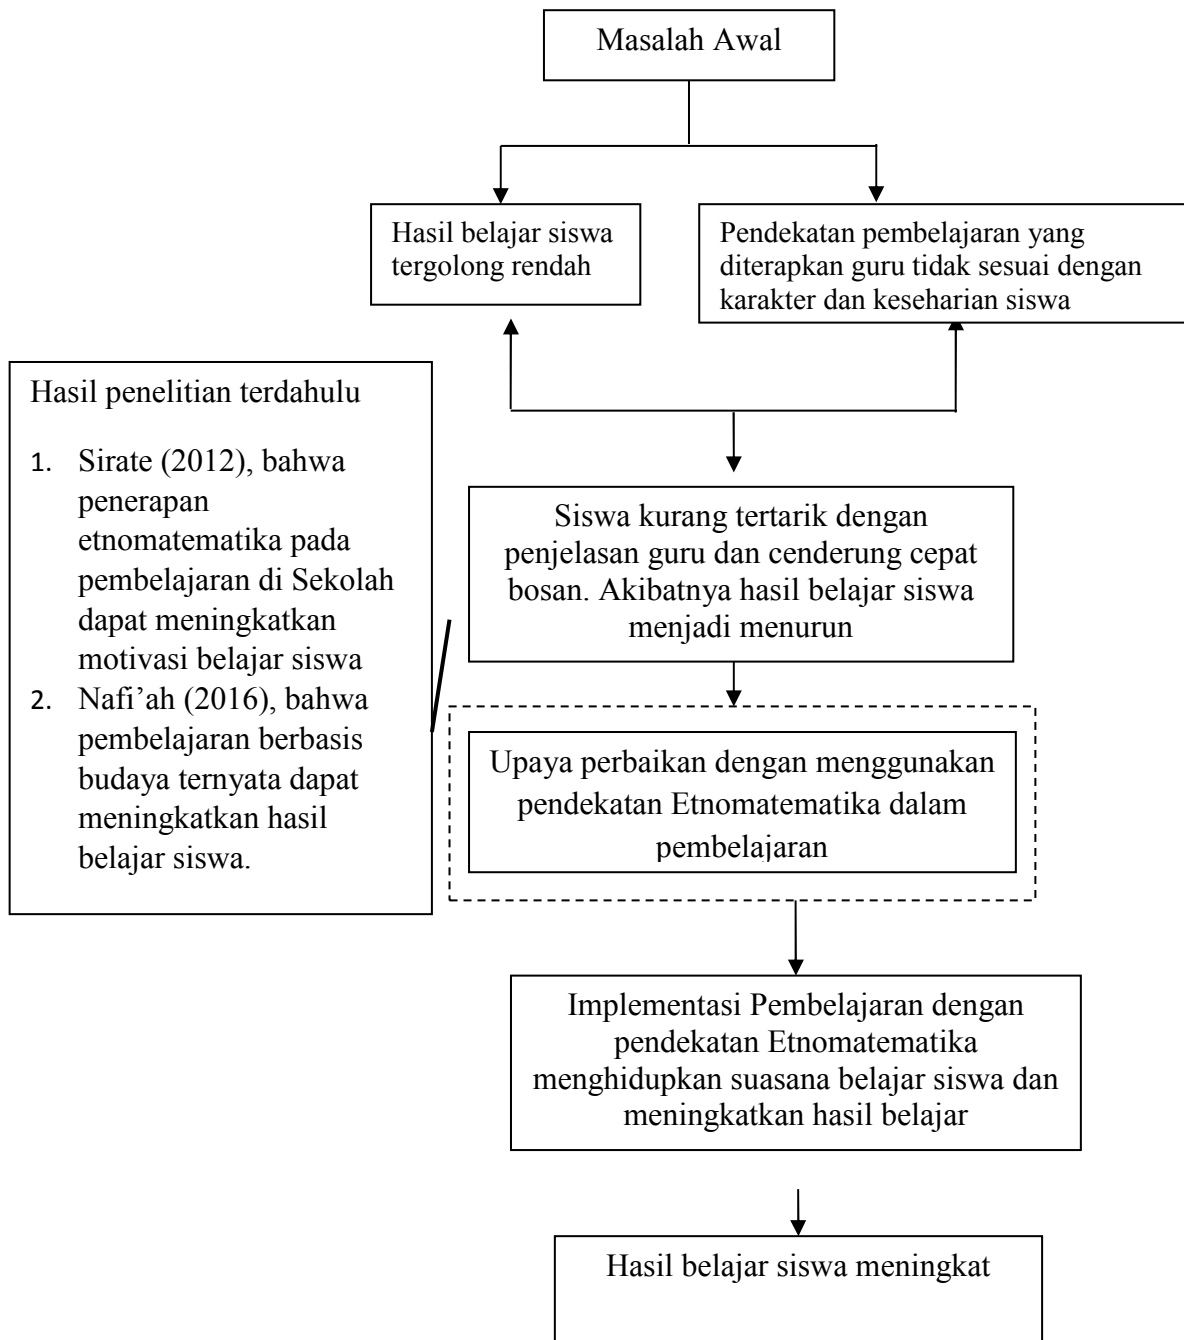 Masalah Awal
Hasil belajar siswa
tergolong rendah
Pendekatan pembelajaran yang
diterapkan guru tidak sesuai dengan
karakter dan keseharian siswa
Hasil penelitian terdahulu
1. Sirate (2012), bahwa
penerapan
etnomatematika pada
pembelajaran di Sekolah
dapat meningkatkan
motivasi belajar siswa
2. Nafi’ah (2016), bahwa
pembelajaran berbasis
budaya ternyata dapat
meningkatkan hasil
belajar siswa.
Siswa kurang tertarik dengan
penjelasan guru dan cenderung cepat
bosan. Akibatnya hasil belajar siswa
menjadi menurun
Upaya perbaikan dengan menggunakan
pendekatan Etnomatematika dalam
pembelajaran
Implementasi Pembelajaran dengan
pendekatan Etnomatematika
menghidupkan suasana belajar siswa dan
meningkatkan hasil belajar
Hasil belajar siswa meningkat